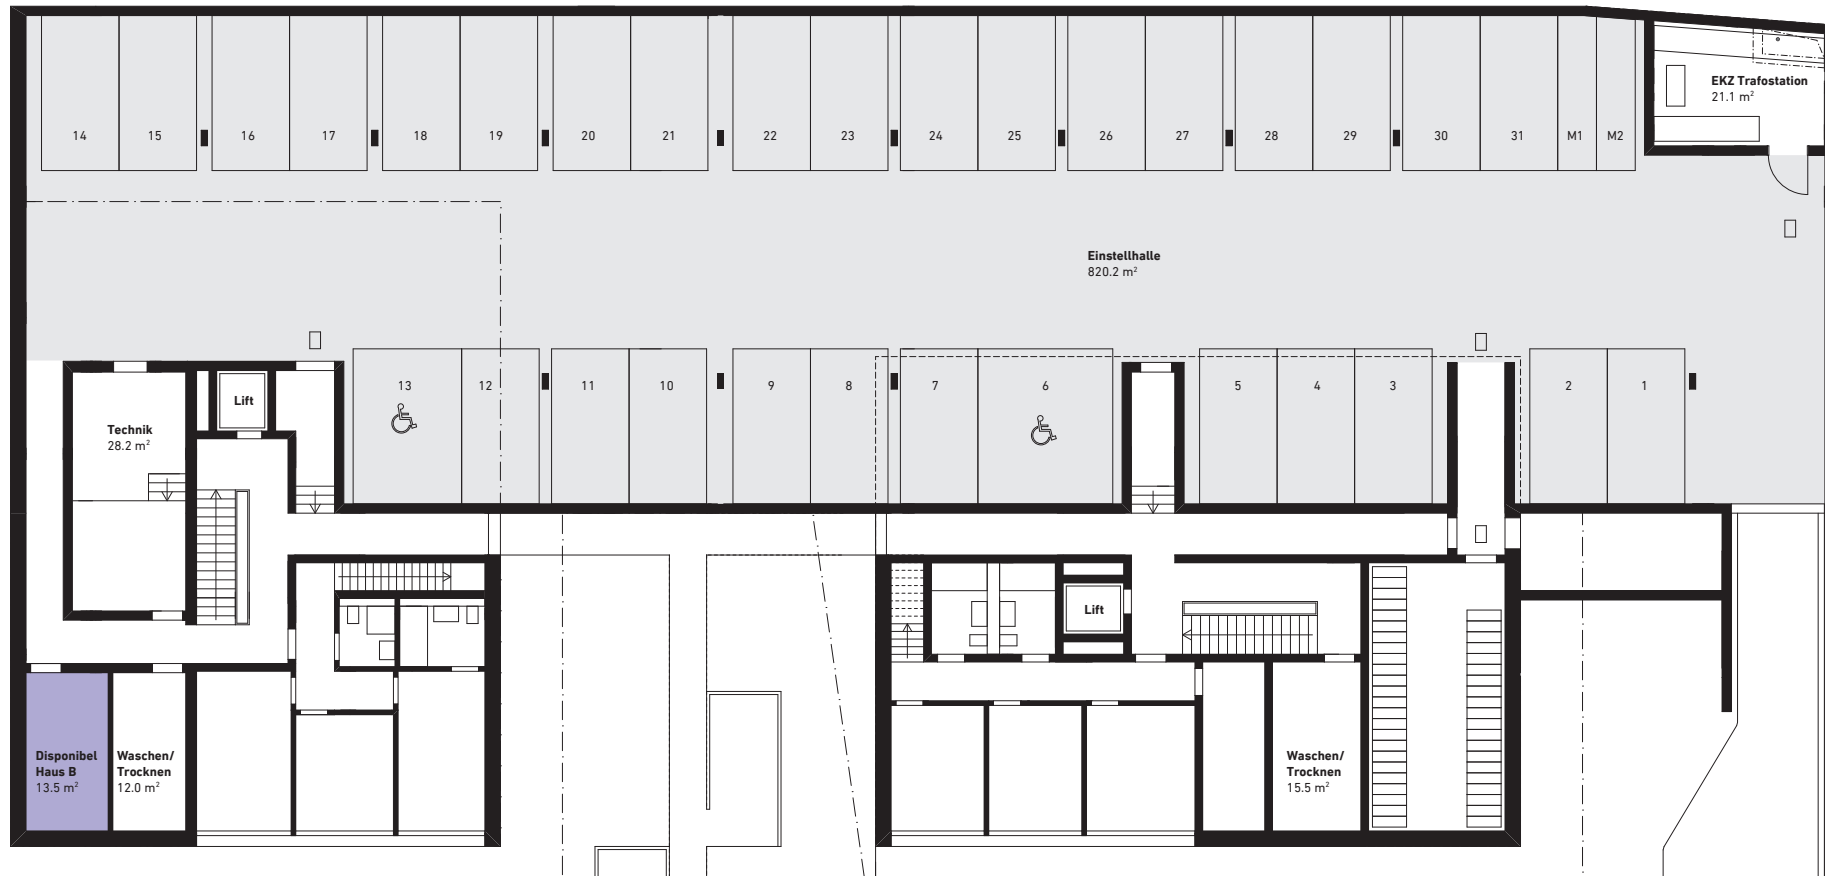 EKZ Trafostation
21.1 m²
14 15 16 17 18 19 20 21 22 23 24 25 26 27 28 29 30 31 M1 M2
Einstellhalle
820.2 m²
13 12 11 10 9 8 7 6 5 4 3 2 1
Lift
Technik
28.2 m²
Lift
Disponibel
Haus B
13.5 m²
Waschen/
Trocknen
12.0 m²
Waschen/
Trocknen
15.5 m²